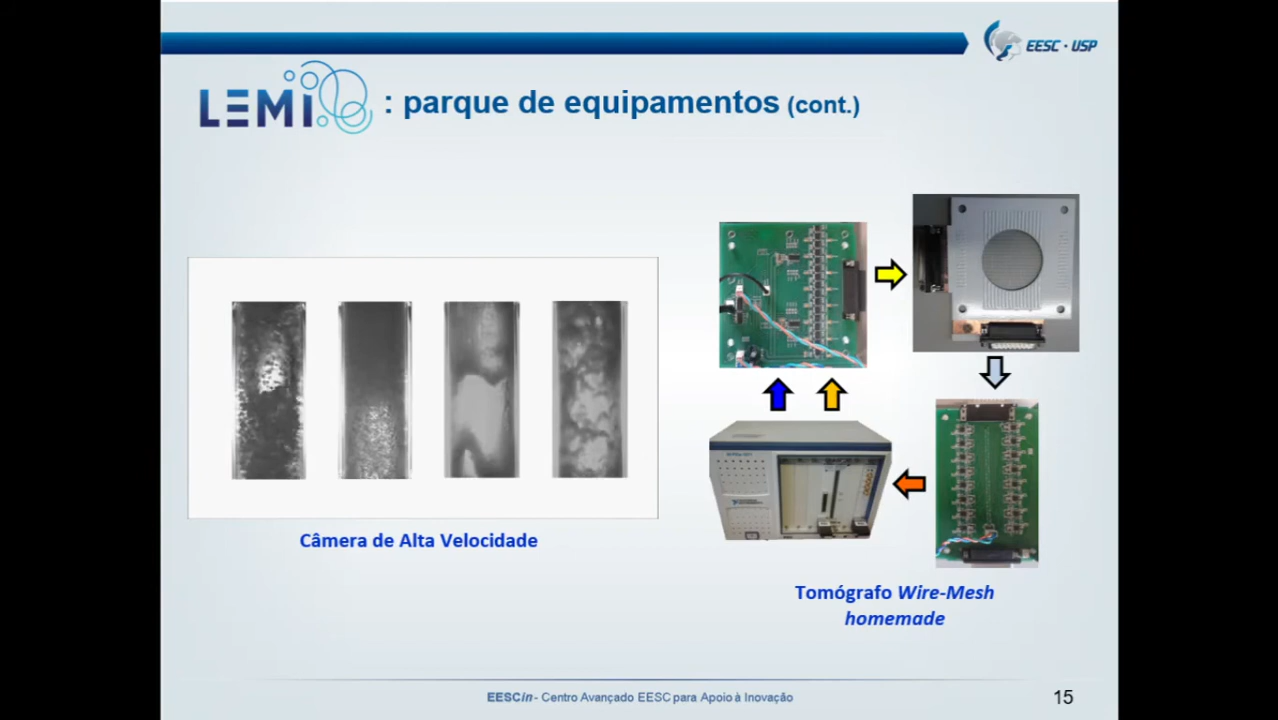 EESC · USP
LEMI : parque de equipamentos (cont.)
Câmera de Alta Velocidade
Tomógrafo Wire-Mesh
homemade
EESCin - Centro Avançado EESC para Apoio à Inovação
15